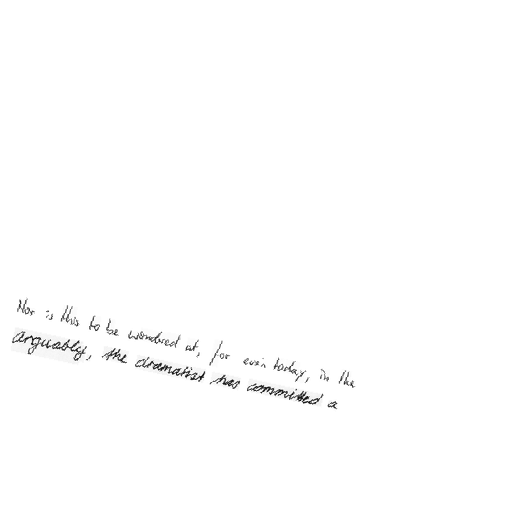 Nor is this to be wondered at, for even today, in the
arguably, the dramatist has committed a